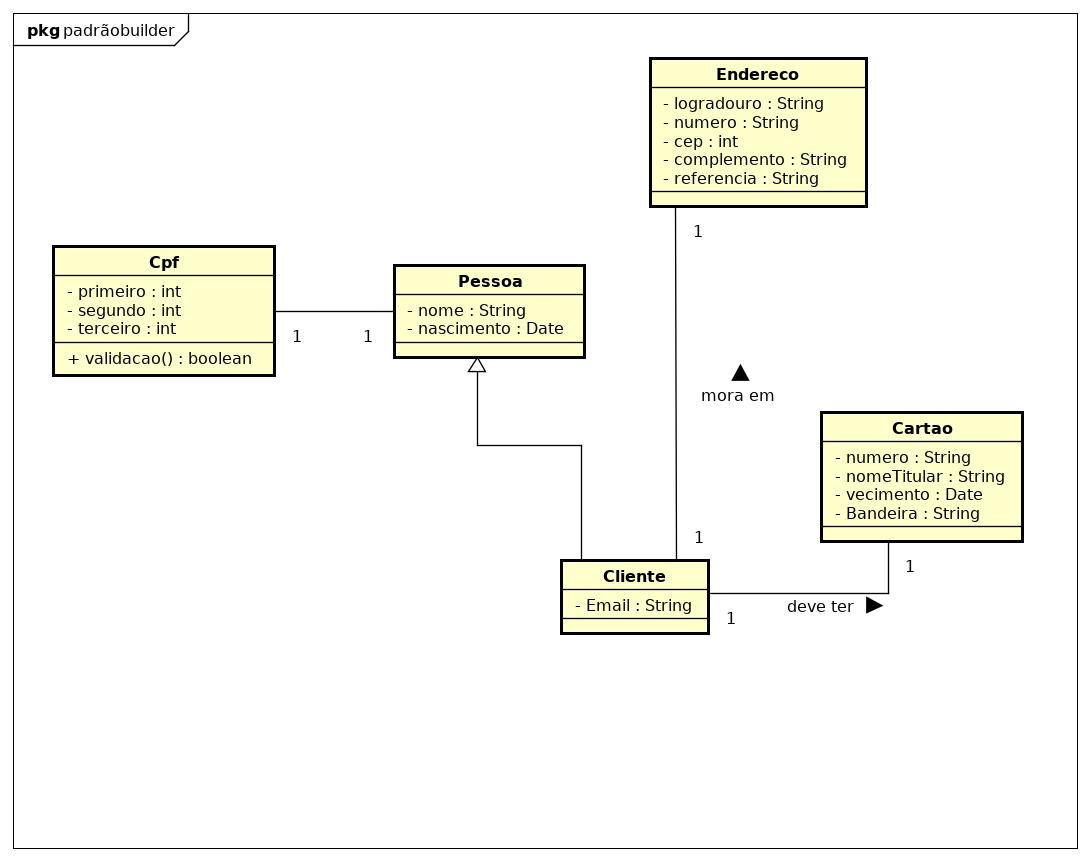 pkg padrãobuilder
Endereco
- logradouro : String
- numero : String
- cep : int
- complemento : String
- referencia : String
1
Cpf
- primeiro : int
- segundo : int
- terceiro : int
+ validacao() : boolean
1
1
Pessoa
- nome : String
- nascimento : Date
mora em
Cartao
- numero : String
- nomeTitular : String
- vecimento : Date
- Bandeira : String
1
1
Cliente
- Email : String
1
deve ter